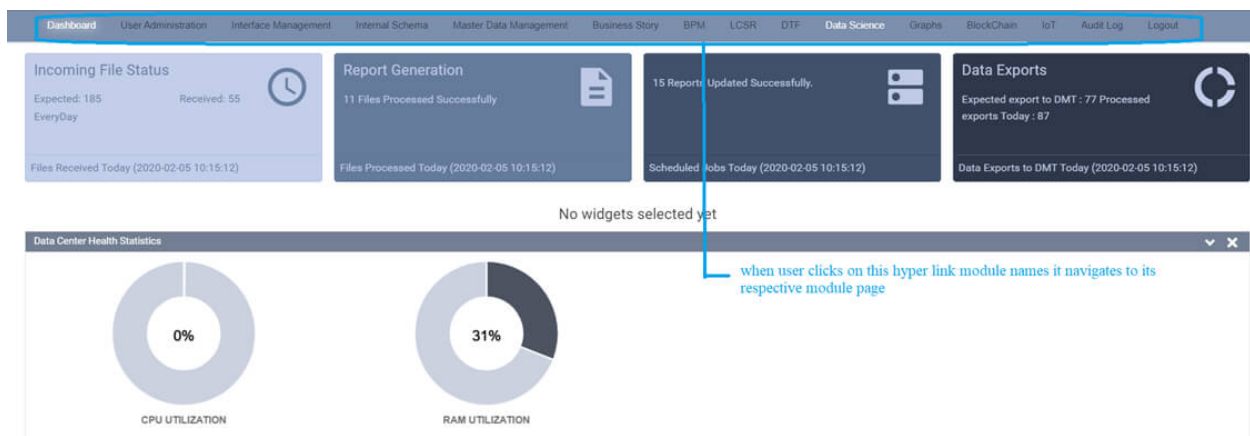 Dashboard User Administration Interface Management Internal Schema Master Data Management Business Story BPM LCSR DTF Data Science Graphs BlockChain IoT Audit Log Logout
Incoming File Status
Expected: 185 Received: 55
EveryDay
Files Received Today (2020-02-05 10:15:12)
Report Generation
11 Files Processed Successfully
Files Processed Today (2020-02-05 10:15:12)
15 Reports Updated Successfully.
Scheduled Jobs Today (2020-02-05 10:15:12)
Data Exports
Expected export to DMT : 77 Processed
exports Today : 87
Data Exports to DMT Today (2020-02-05 10:15:12)
No widgets selected yet
Data Center Health Statistics
when user clicks on this hyper link module names it navigates to its
respective module page
0%
31%
CPU UTILIZATION
RAM UTILIZATION